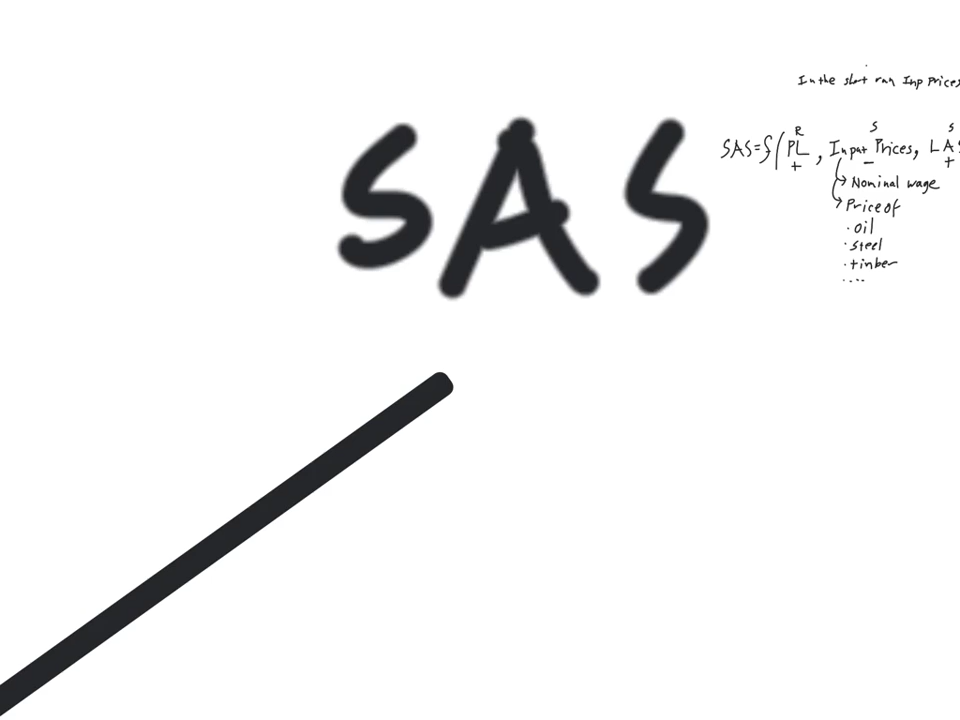 In the short run Inp Prices
SAS
R S S
SAS=f(PL, Input Prices, LAS
+ - +
Nominal wage
Price of
· oil
· steel
· timber
....